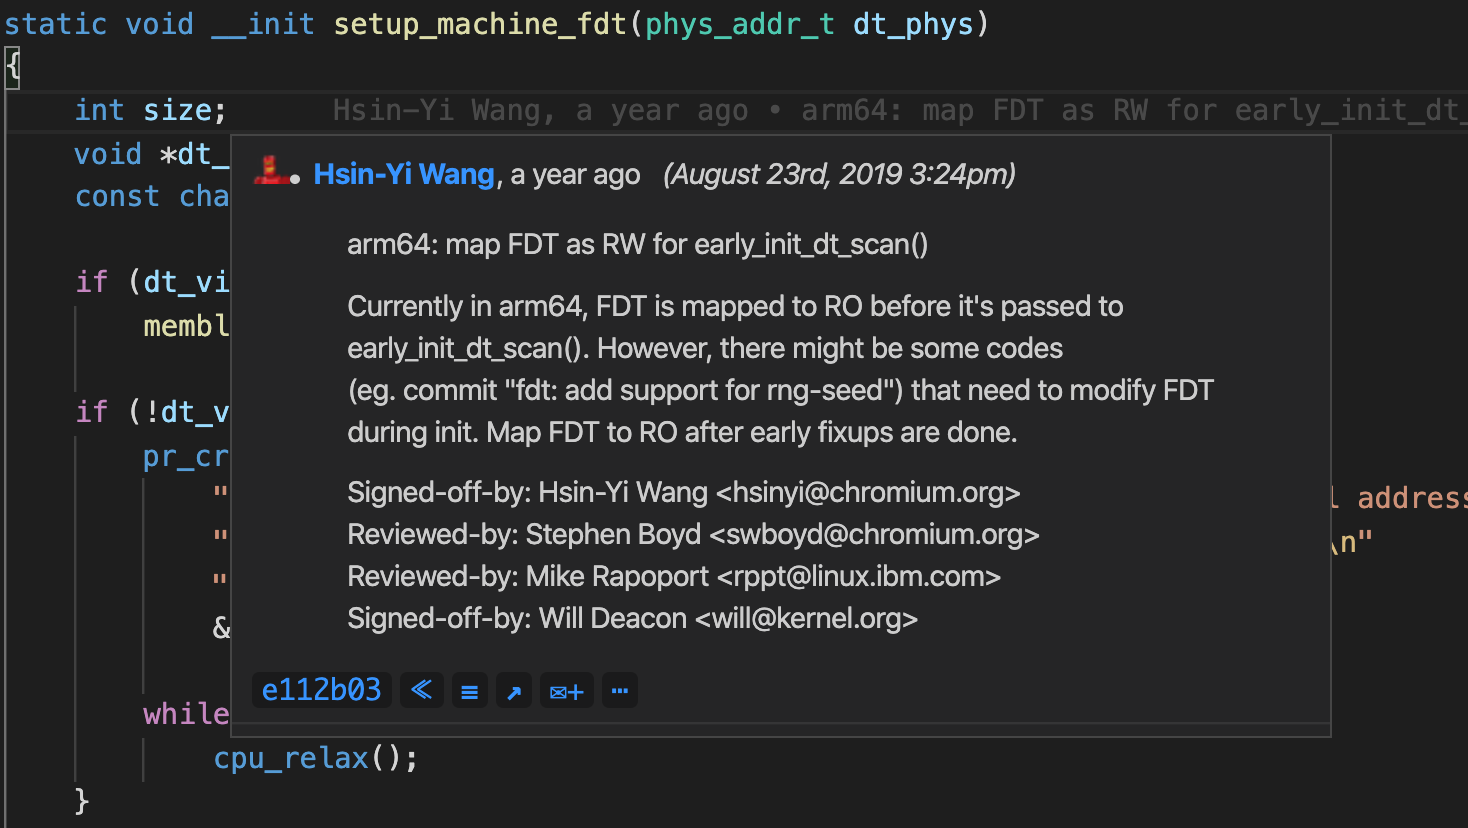 static void __init setup_machine_fdt(phys_addr_t dt_phys)
{
int size; Hsin-Yi Wang, a year ago • arm64: map FDT as RW for early_init_dt_
void *dt_
Hsin-Yi Wang, a year ago (August 23rd, 2019 3:24pm)
const cha
arm64: map FDT as RW for early_init_dt_scan()
if (dt_vi
Currently in arm64, FDT is mapped to RO before it's passed to
membl
early_init_dt_scan(). However, there might be some codes
(eg. commit "fdt: add support for rng-seed") that need to modify FDT
if (!dt_v
during init. Map FDT to RO after early fixups are done.
pr_cr
Signed-off-by: Hsin-Yi Wang <hsinyi@chromium.org>
" l address
Reviewed-by: Stephen Boyd <swboyd@chromium.org>
" \n"
Reviewed-by: Mike Rapoport <rppt@linux.ibm.com>
"
Signed-off-by: Will Deacon <will@kernel.org>
&
e112b03
while
cpu_relax();
}